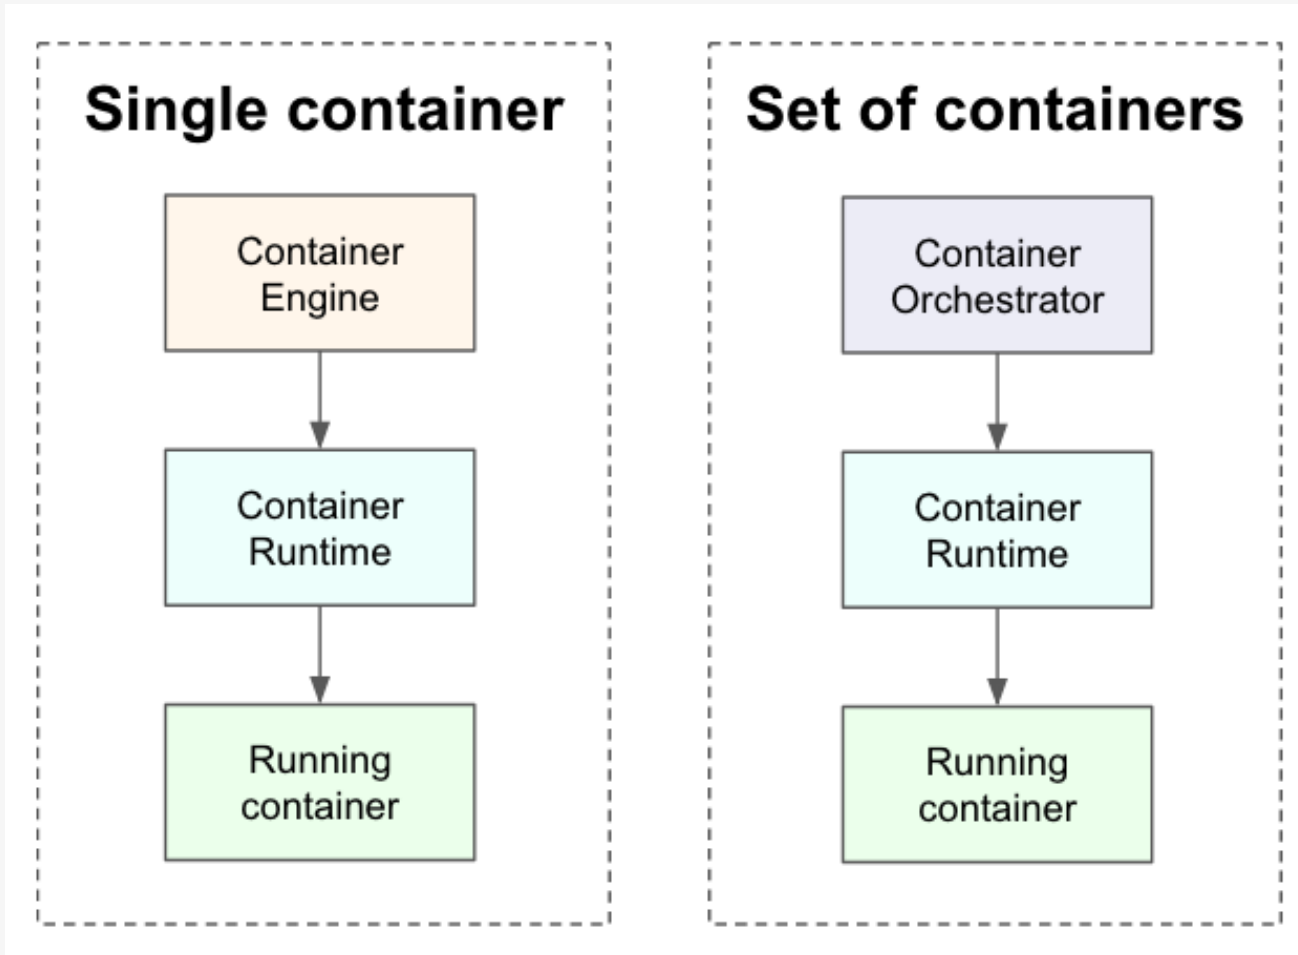 Single container
Container
Engine
Container
Runtime
Running
container
Set of containers
Container
Orchestrator
Container
Runtime
Running
container